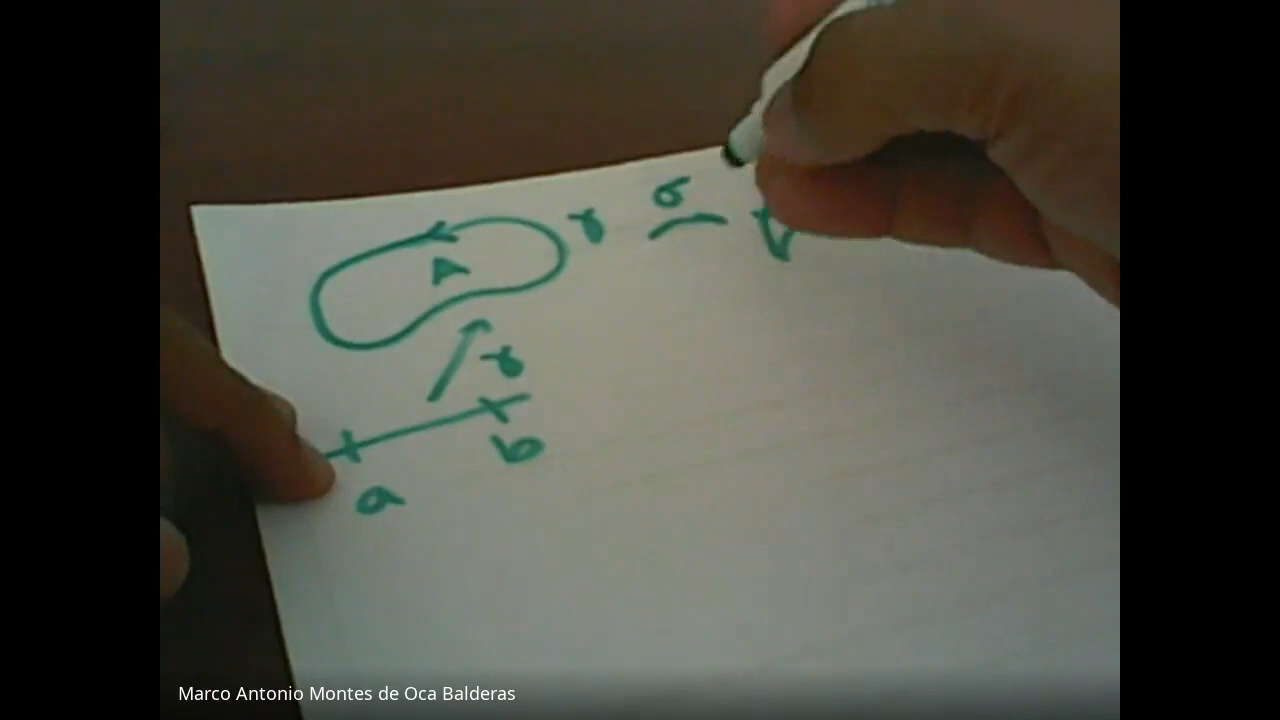 σ
A γ
γ
a b
Marco Antonio Montes de Oca Balderas